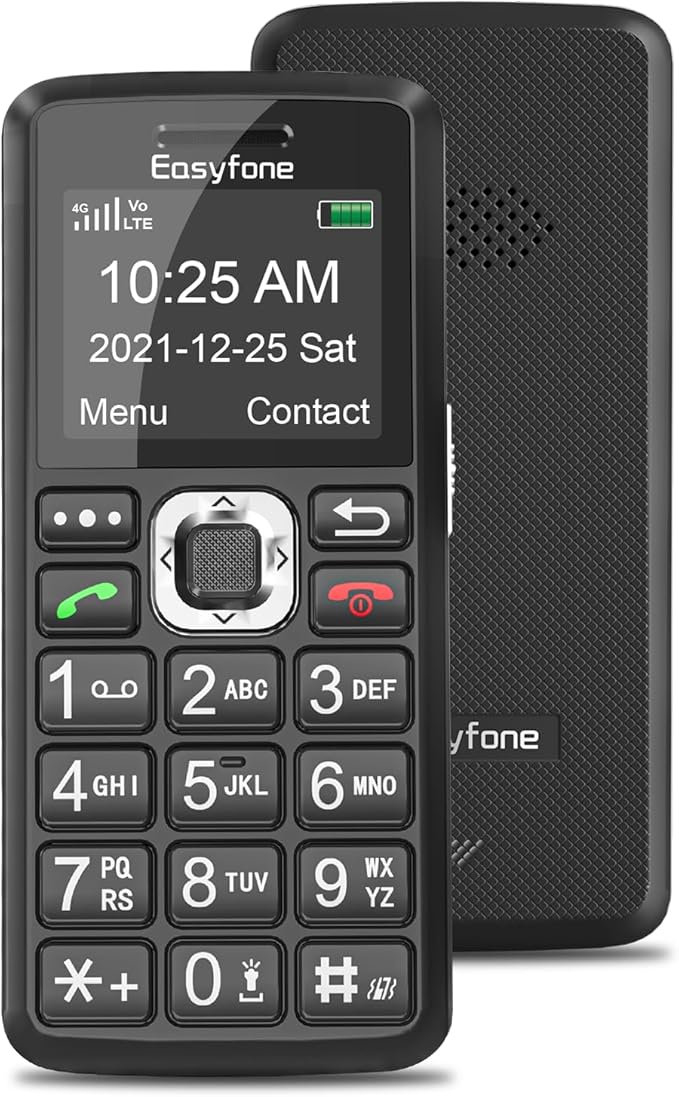 Easyfone
4G Vo LTE
10:25 AM
2021-12-25 Sat
Menu Contact
1 2 ABC 3 DEF
4 GHI 5 JKL 6 MNO
7 PQ RS 8 TUV 9 WX YZ
*+ 0 #
yfone